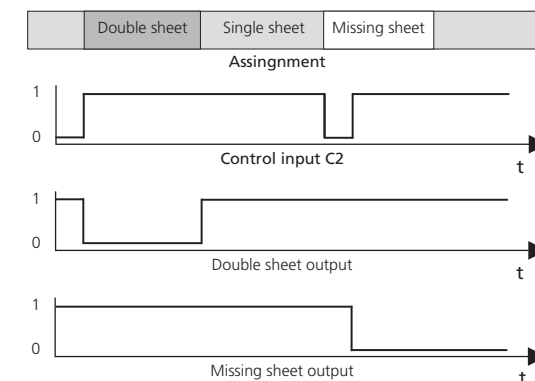 Double sheet Single sheet Missing sheet
Assingnment
1
0
Control input C2
t
1
0
Double sheet output
t
1
0
Missing sheet output
t